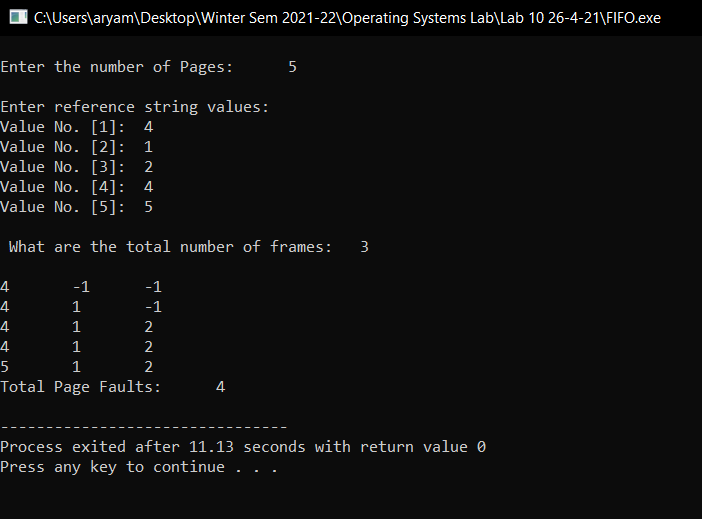 C:\Users\aryam\Desktop\Winter Sem 2021-22\Operating Systems Lab\Lab 10 26-4-21\FIFO.exe
Enter the number of Pages:      5
Enter reference string values:
Value No. [1]:  4
Value No. [2]:  1
Value No. [3]:  2
Value No. [4]:  4
Value No. [5]:  5
What are the total number of frames:   3
4       -1      -1
4       1       -1
4       1       2
4       1       2
5       1       2
Total Page Faults:      4
--------------------------------
Process exited after 11.13 seconds with return value 0
Press any key to continue . . .